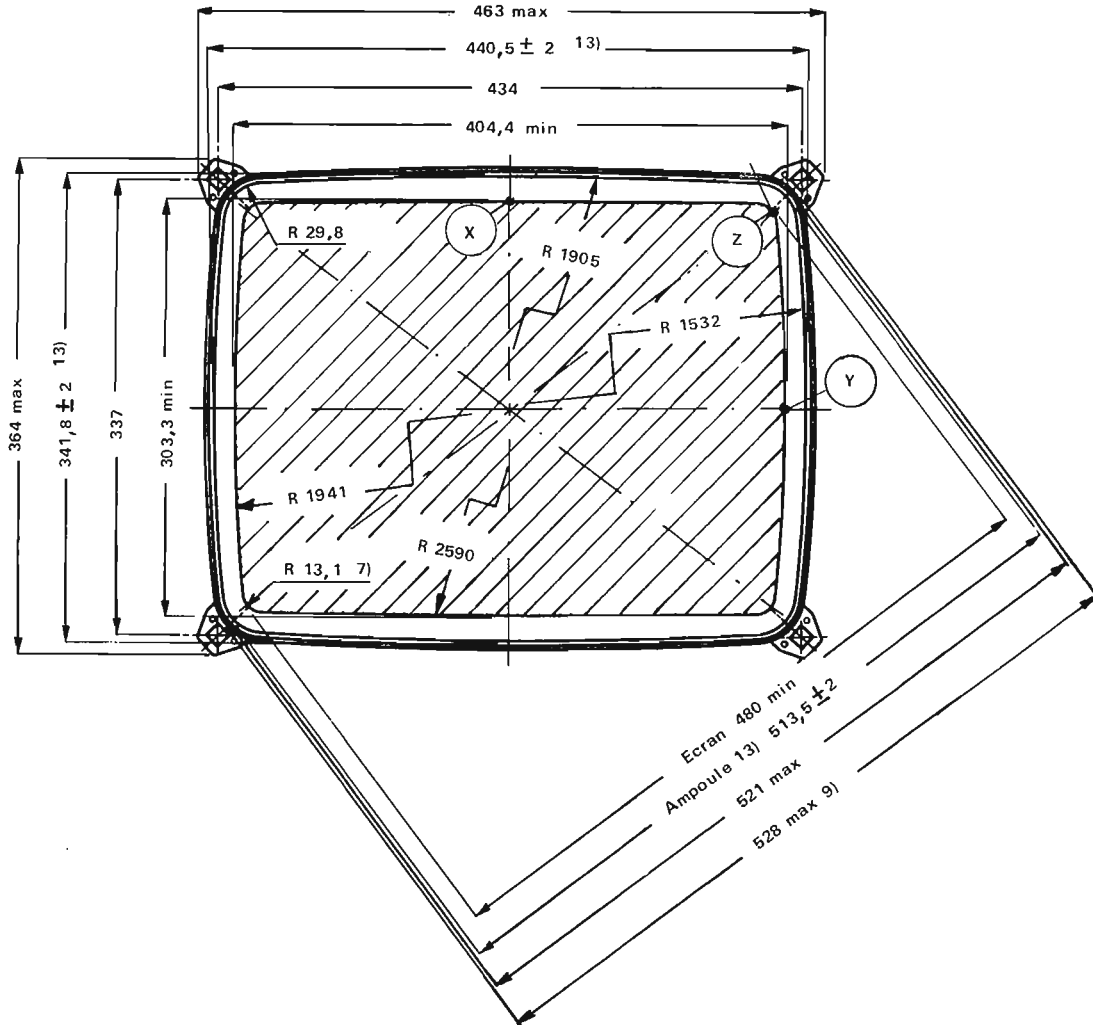 463 max
440,5 ± 2 13)
434
404,4 min
364 max
341,8 ± 2 13)
337
303,3 min
R 29,8
X
Z
R 1905
R 1532
Y
R 1941
R 2590
R 13,1 7)
Ecran 480 min
Ampoule 13) 513,5 ± 2
521 max
528 max 9)